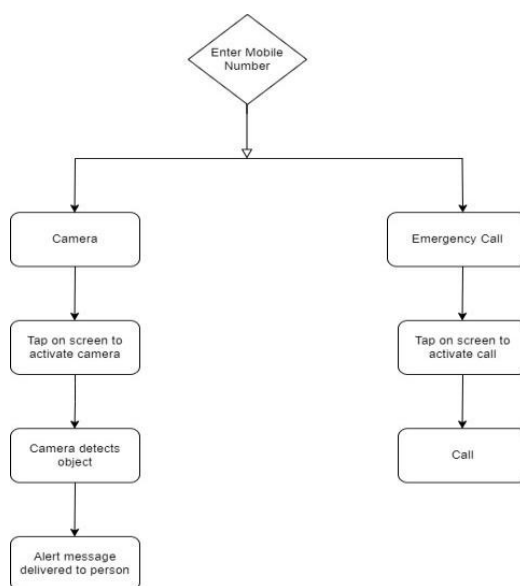 Enter Mobile
Number
Camera
Emergency Call
Tap on screen to
activate camera
Tap on screen to
activate call
Camera detects
object
Call
Alert message
delivered to person